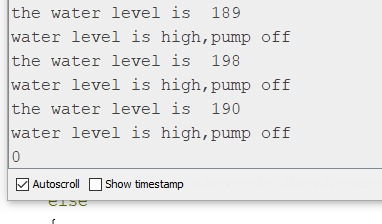 the water level is  189
water level is high,pump off
the water level is  198
water level is high,pump off
the water level is  190
water level is high,pump off
0
Autoscroll Show timestamp
else
{